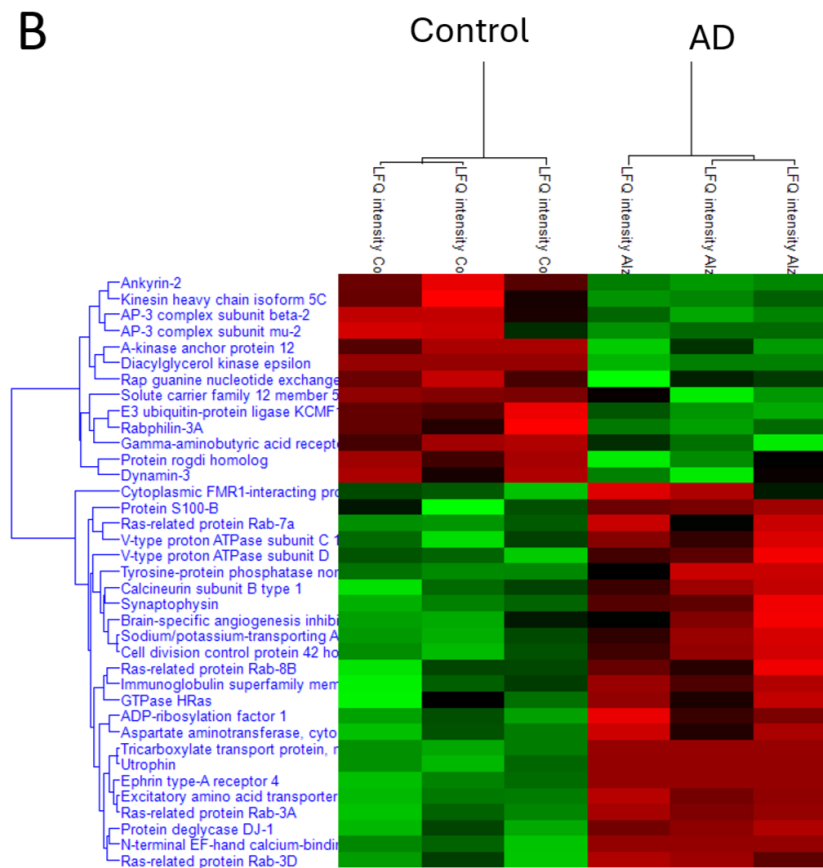 B
Control
AD
LFQ intensity Co
LFQ intensity Co
LFQ intensity Co
LFQ intensity Alz
LFQ intensity Alz
LFQ intensity Alz
Ankyrin-2
Kinesin heavy chain isoform 5C
AP-3 complex subunit beta-2
AP-3 complex subunit mu-2
A-kinase anchor protein 12
Diacylglycerol kinase epsilon
Rap guanine nucleotide exchange
Solute carrier family 12 member 5
E3 ubiquitin-protein ligase KCMF1
Rabphilin-3A
Gamma-aminobutyric acid recepto
Protein rogdi homolog
Dynamin-3
Cytoplasmic FMR1-interacting pro
Protein S100-B
Ras-related protein Rab-7a
V-type proton ATPase subunit C 1
V-type proton ATPase subunit D
Tyrosine-protein phosphatase non
Calcineurin subunit B type 1
Synaptophysin
Brain-specific angiogenesis inhibi
Sodium/potassium-transporting A
Cell division control protein 42 ho
Ras-related protein Rab-8B
Immunoglobulin superfamily mem
GTPase HRas
ADP-ribosylation factor 1
Aspartate aminotransferase, cyto
Tricarboxylate transport protein, m
Utrophin
Ephrin type-A receptor 4
Excitatory amino acid transporter
Ras-related protein Rab-3A
Protein deglycase DJ-1
N-terminal EF-hand calcium-bindin
Ras-related protein Rab-3D